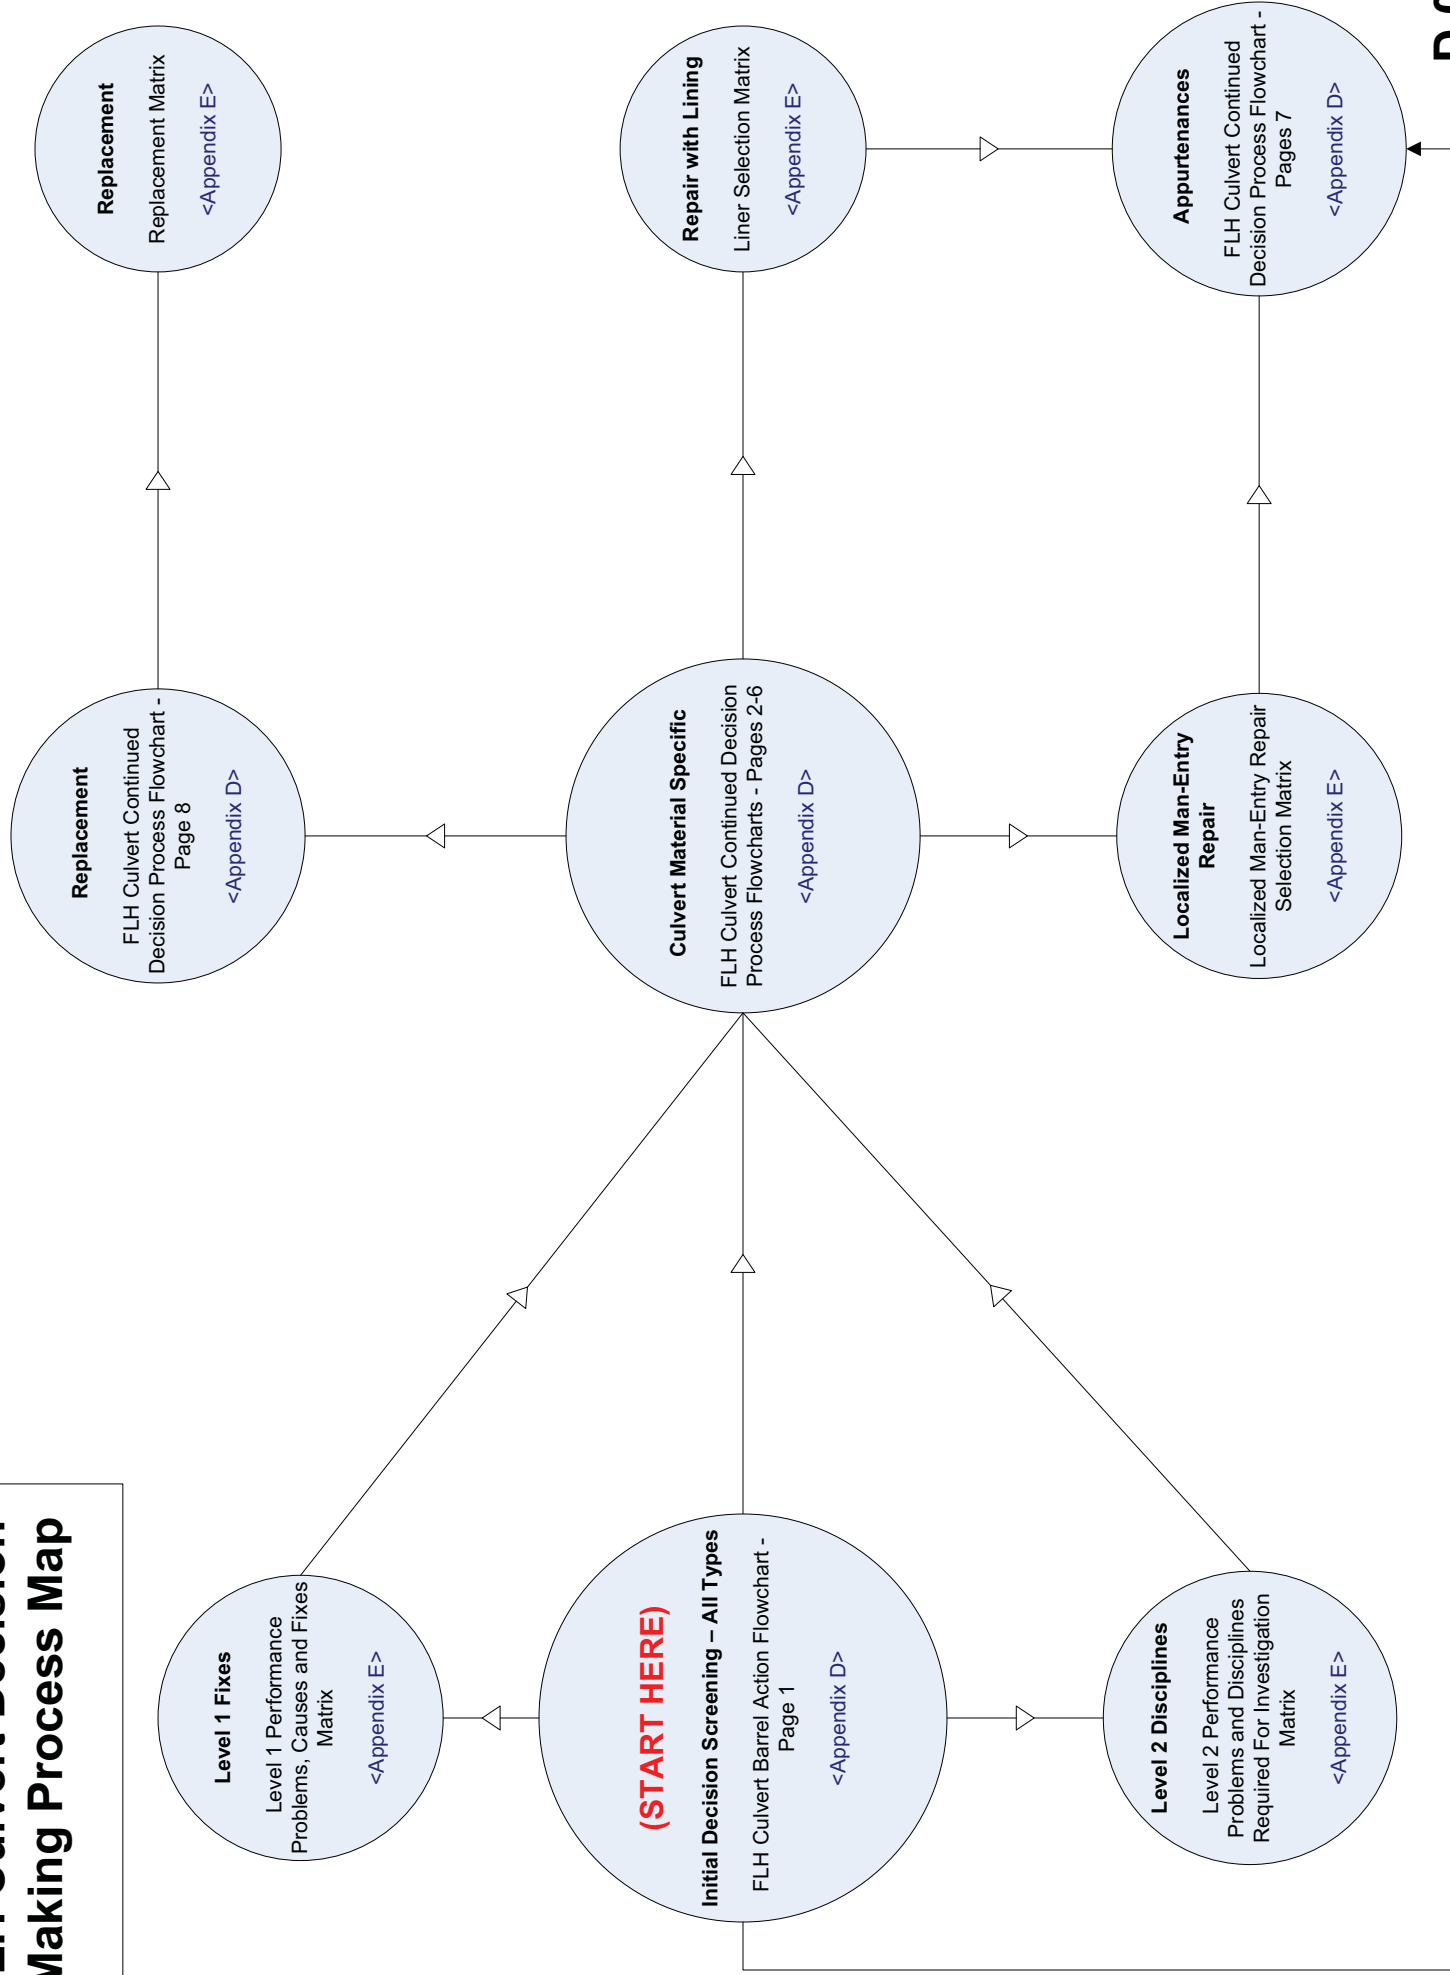 Making Process Map
Level 1 Fixes
Level 1 Performance
Problems, Causes and Fixes
Matrix
<Appendix E>
(START HERE)
Initial Decision Screening – All Types
FLH Culvert Barrel Action Flowchart -
Page 1
<Appendix D>
Level 2 Disciplines
Level 2 Performance
Problems and Disciplines
Required For Investigation
Matrix
<Appendix E>
Replacement
FLH Culvert Continued
Decision Process Flowchart -
Page 8
<Appendix D>
Culvert Material Specific
FLH Culvert Continued Decision
Process Flowcharts - Pages 2-6
<Appendix D>
Localized Man-Entry
Repair
Localized Man-Entry Repair
Selection Matrix
<Appendix E>
Replacement
Replacement Matrix
<Appendix E>
Repair with Lining
Liner Selection Matrix
<Appendix E>
Appurtenances
FLH Culvert Continued
Decision Process Flowchart -
Pages 7
<Appendix D>